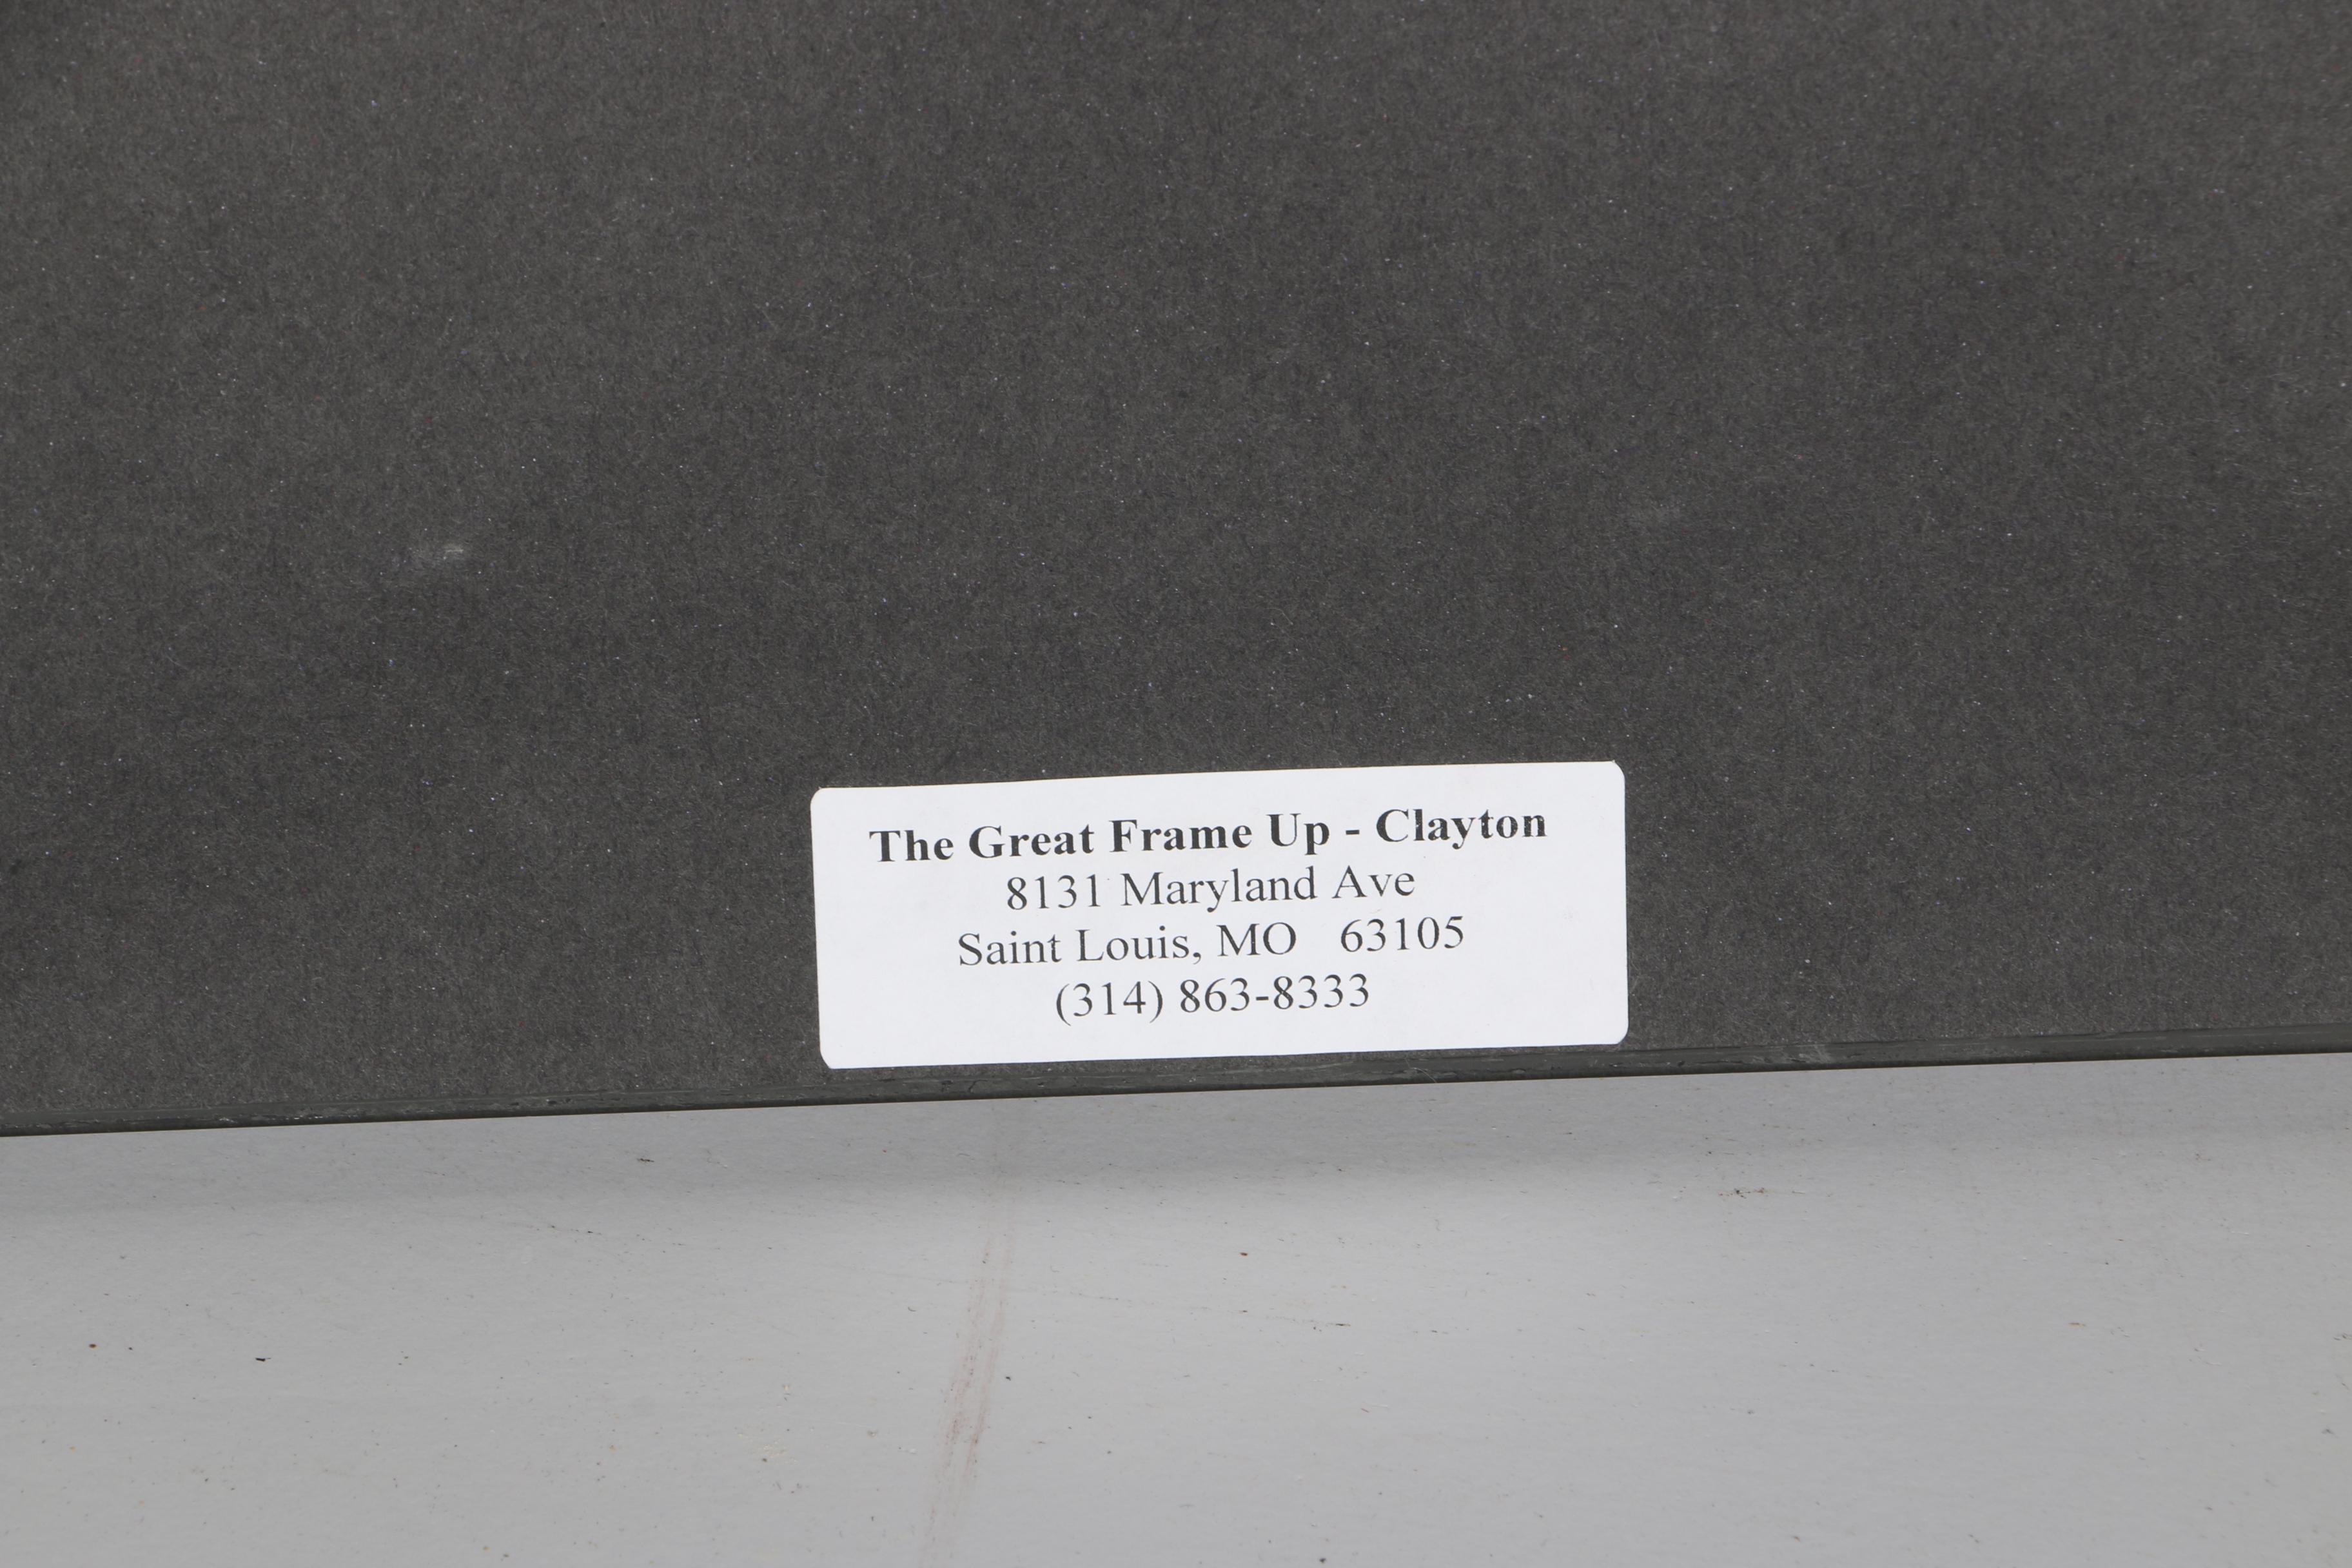 The Great Frame Up - Clayton
8131 Maryland Ave
Saint Louis, MO 63105
(314) 863-8333